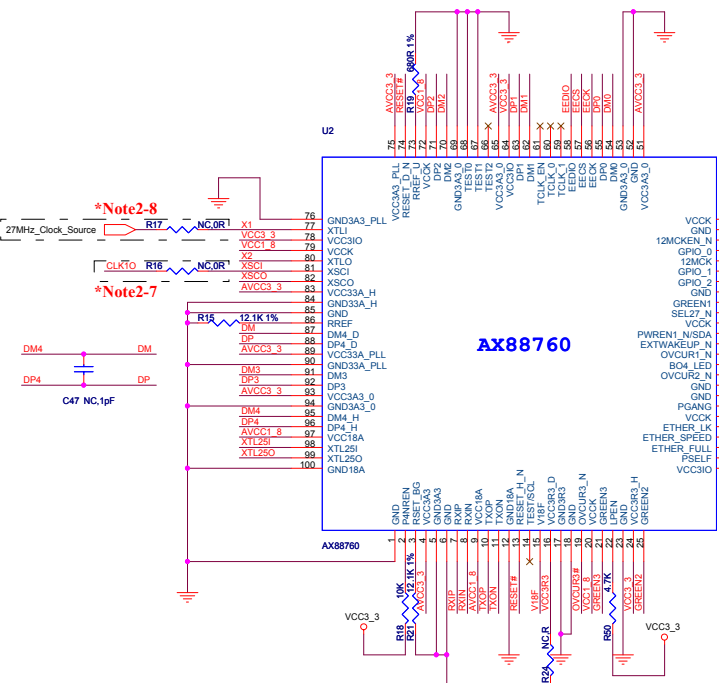 680R 1%
R19
AVCC3_3
RESET#
VCC1_8
DP2
DM2
AVCC3_3
VCC3_3
DP1
DM1
EEDIO
EECS
EECK
DP0
DM0
AVCC3_3
U2
75
74
73
72
71
70
69
68
67
66
65
64
63
62
61
60
59
58
57
56
55
54
53
52
51
VCC3A3_PLL
RESET_D_N
RREF_U
VCCK
DP2
DM2
GND3A3_0
TEST0
TEST1
TEST2
VCC3A3_0
VCC3IO
DP1
DM1
TCLK_EN
TCLK_0
TCLK_1
EEDIO
EECS
EECK
DP0
DM0
GND3A3_0
GND
VCC3A3_0
*Note2-8
27MHz_Clock_Source
R17
NC,0R
CLK1O
R16
NC,0R
*Note2-7
X1
VCC3_3
VCC1_8
X2
XSCI
XSCO
AVCC3_3
R15
12.1K 1%
DM
DP
AVCC3_3
DM3
DP3
AVCC3_3
DM4
DP4
AVCC1_8
XTL25I
XTL25O
76 GND3A3_PLL
77 XTLI
78 VCC3IO
79 VCCK
80 XTLO
81 XSCI
82 XSCO
83 VCC33A_H
84 GND33A_H
85 GND
86 RREF
87 DM4_D
88 DP4_D
89 VCC33A_PLL
90 GND33A_PLL
91 DM3
92 DP3
93 VCC3A3_0
94 GND3A3_0
95 DM4_H
96 DP4_H
97 VCC18A
98 XTL25I
99 XTL25O
100 GND18A
AX88760
VCCK
GND
12MCKEN_N
GPIO_0
12MCK
GPIO_1
GPIO_2
GND
GREEN1
SEL27_N
VCCK
PWREN1_N/SDA
EXTWAKEUP_N
OVCUR1_N
BO4_LED
OVCUR2_N
GND
GND
PGANG
VCCK
ETHER_LK
ETHER_SPEED
ETHER_FULL
PSELF
VCC3IO
DM4
DM
DP4
DP
C47 NC,1pF
GND
P4NREN
RSET_BG
VCC3A3
GND3A3
GND
RXIP
RXIN
VCC18A
TXOP
TXON
GND18A
RESET_H_N
TEST/SCL
V18F
VCC3R3_D
GND3R3
GND
OVCUR3_N
VCCK
GREEN3
LPEN
GND
VCC3R3_H
GREEN2
AX88760
1
2
3
4
5
6
7
8
9
10
11
12
13
14
15
16
17
18
19
20
21
22
23
24
25
10K
R18
12.1K 1%
R21
AVCC3_3
RXIP
RXIN
AVCC1_8
TXOP
TXON
RESET#
V18F
VCC3R3
NC,R
R24
OVCUR3#
VCC1_8
GREEN3
4.7K
R50
VCC3_3
GREEN2
VCC3_3
VCC3_3